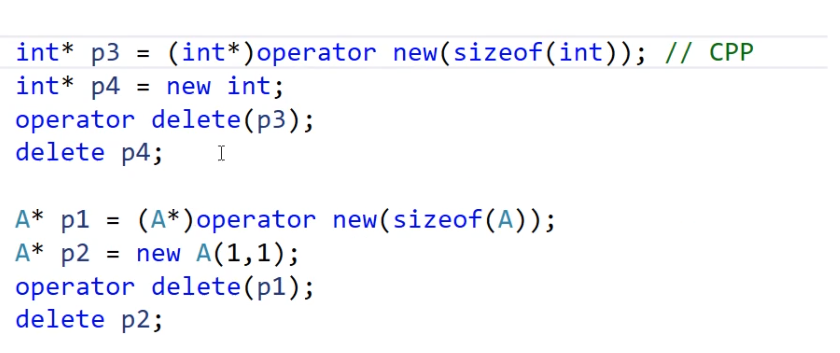 int* p3 = (int*)operator new(sizeof(int)); // CPP
int* p4 = new int;
operator delete(p3);
delete p4;
A* p1 = (A*)operator new(sizeof(A));
A* p2 = new A(1,1);
operator delete(p1);
delete p2;